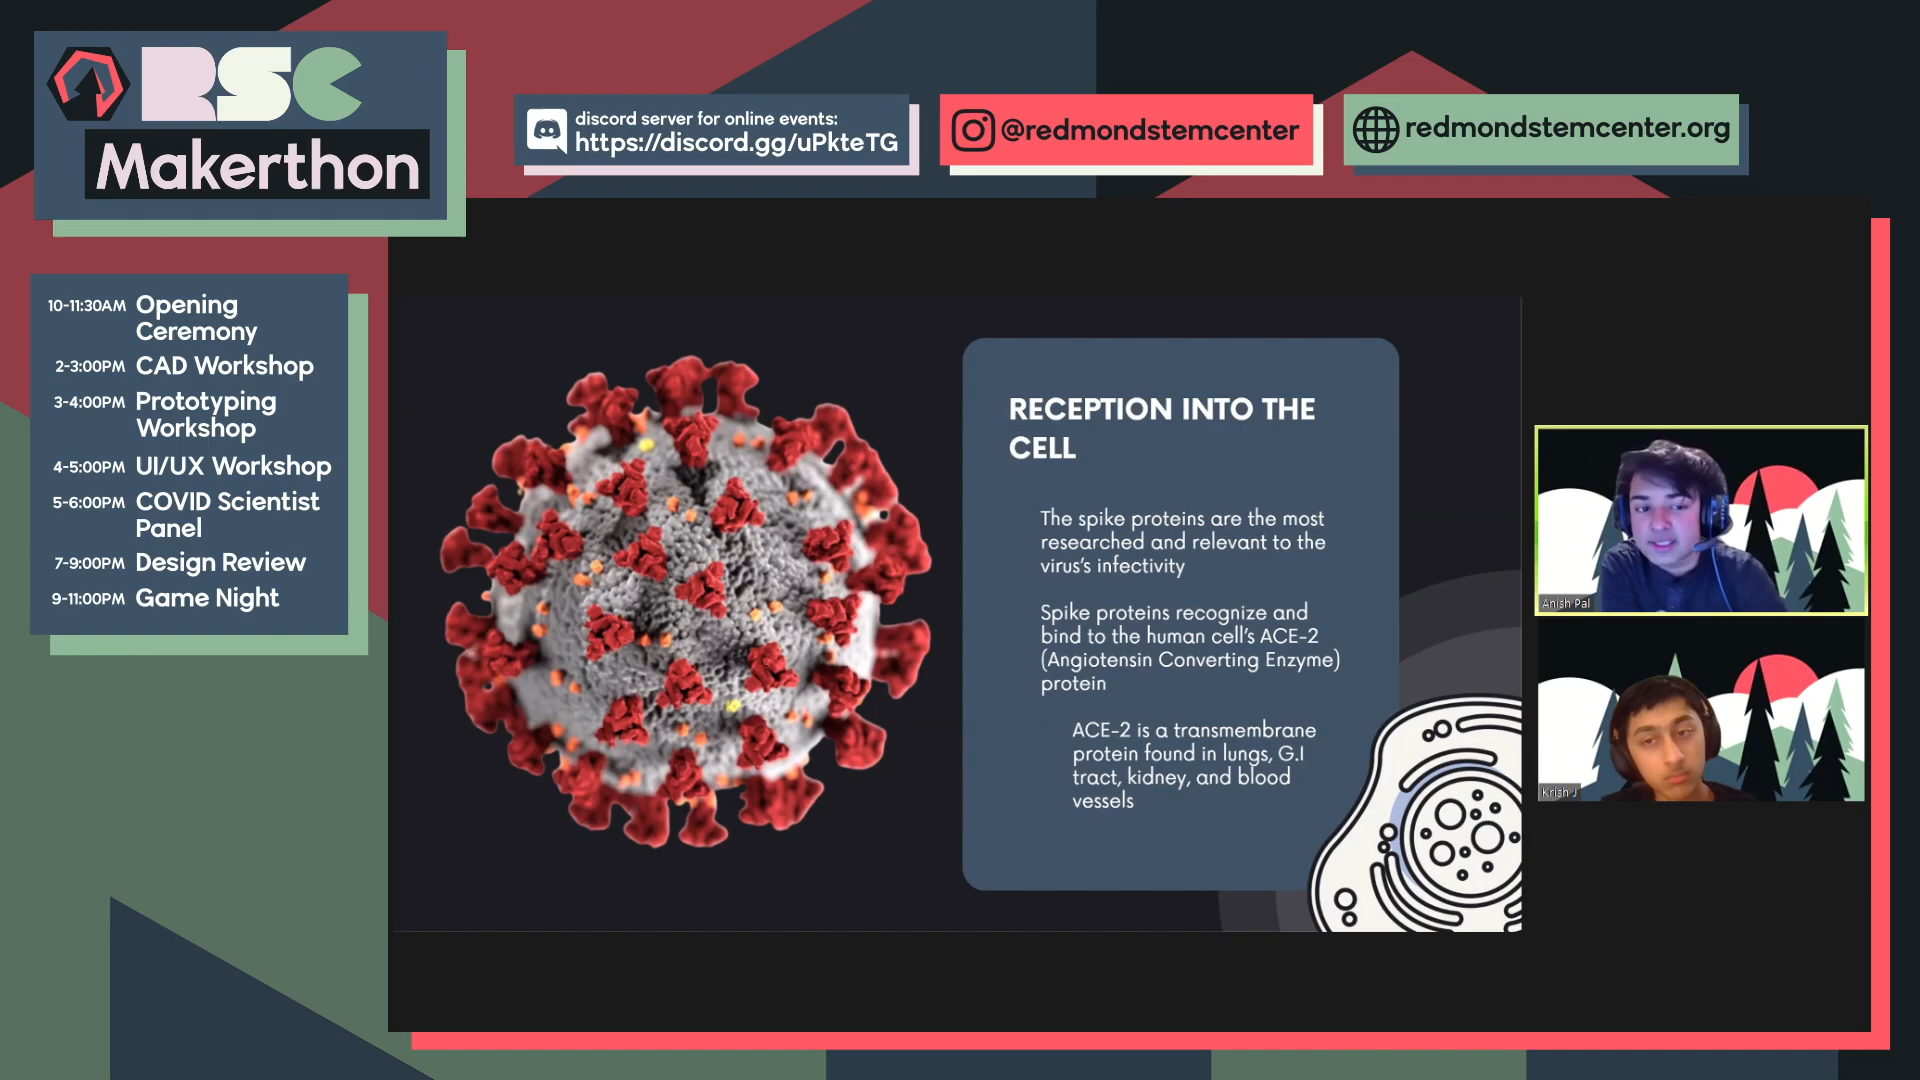 RSC
Makerthon
discord server for online events:
https://discord.gg/uPkteTG
@redmondstemcenter
redmondstemcenter.org
10-11:30AM Opening
Ceremony
2-3:00PM CAD Workshop
3-4:00PM Prototyping
Workshop
4-5:00PM UI/UX Workshop
5-6:00PM COVID Scientist
Panel
7-9:00PM Design Review
9-11:00PM Game Night
RECEPTION INTO THE
CELL
The spike proteins are the most
researched and relevant to the
virus's infectivity
Spike proteins recognize and
bind to the human cell's ACE-2
(Angiotensin Converting Enzyme)
protein
ACE-2 is a transmembrane
protein found in lungs, G.I
tract, kidney, and blood
vessels
Anish Pal
Krish J